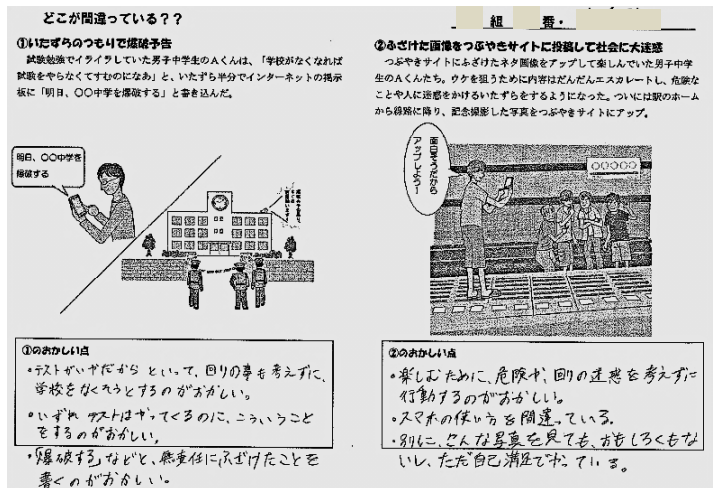 どこが間違っている??
組 番・
①いたずらのつもりで爆破予告
試験勉強でイライラしていた男子中学生のAくんは、「学校がなくなれば
試験をやらなくてすむのになあ」と、いたずら半分でインターネットの掲示
板に「明日、〇〇中学を爆破する」と書き込んだ。
明日、〇〇中学を
爆破する
①のおかしい点
・テストがいやだからといって、回りの事も考えずに、
学校をなくそうとするのがおかしい。
・いずれテストはやってくるのに、こういうこと
をするのがおかしい。
・「爆破する」などと、無責任にふざけたことを
書くのがおかしい。
②ふざけた画像をつぶやきサイトに投稿して社会に大迷惑
つぶやきサイトにふざけたネタ画像をアップして楽しんでいた男子中学
生のAくんたち。ウケを狙うために内容はだんだんエスカレートし、危険な
ことや人に迷惑をかけるいたずらをするようになった。ついには駅のホーム
から線路に降り、記念撮影した写真をつぶやきサイトにアップ。
面白そうだから
アップしよう!
〇〇〇〇〇
②のおかしい点
・楽しむために、危険や、回りの迷惑を考えずに
行動するのがおかしい。
・スマホの使い方を間違っている。
・別に、こんな写真を見ても、おもしろくもな
いし、ただ自己満足でやっている。